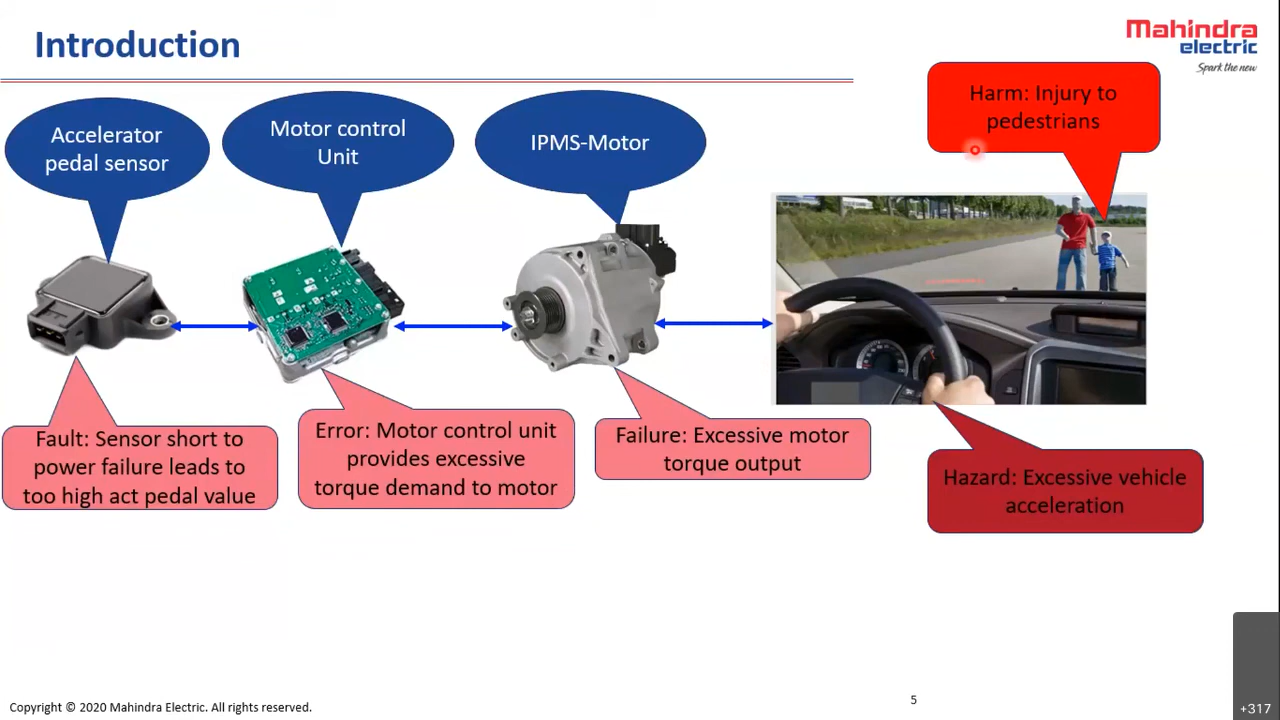 Introduction
Mahindra
electric
Spark the new
Harm: Injury to
pedestrians
Accelerator
pedal sensor
Motor control
Unit
IPMS-Motor
Fault: Sensor short to
power failure leads to
too high act pedal value
Error: Motor control unit
provides excessive
torque demand to motor
Failure: Excessive motor
torque output
Hazard: Excessive vehicle
acceleration
Copyright © 2020 Mahindra Electric. All rights reserved.
5
+317